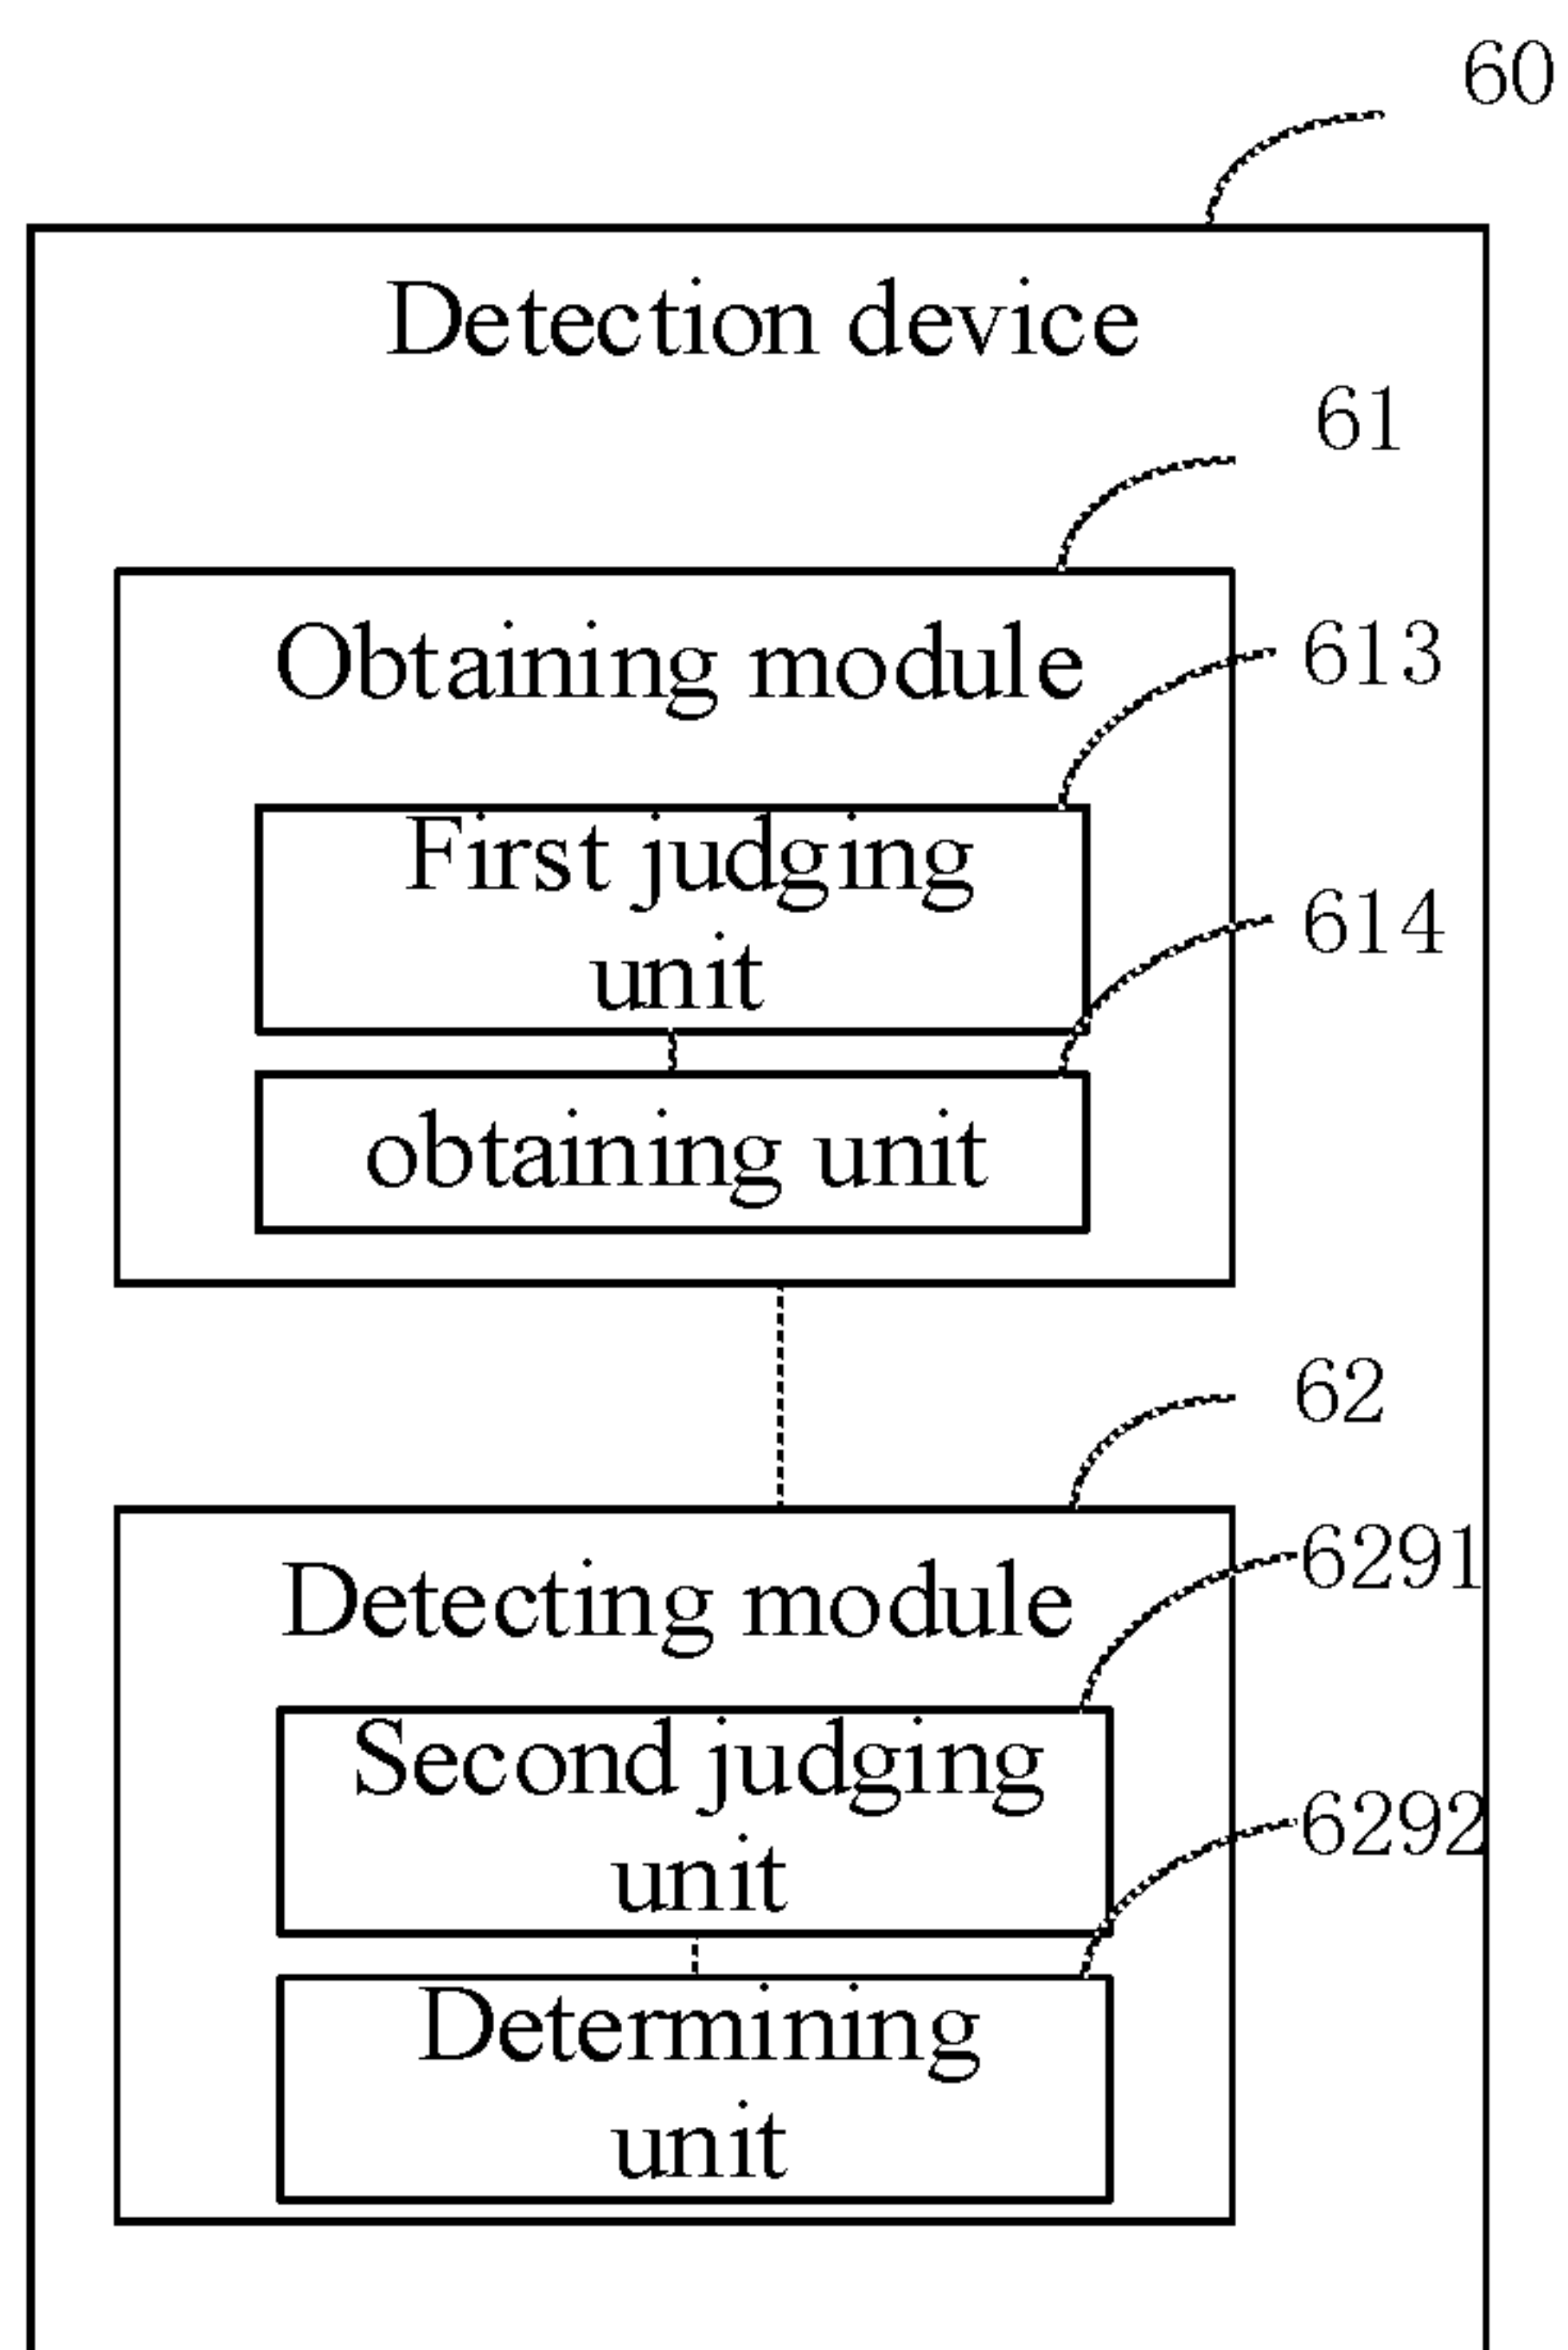 60
Detection device
61
Obtaining module
613
First judging
unit
614
obtaining unit
62
Detecting module
6291
Second judging
unit
6292
Determining
unit